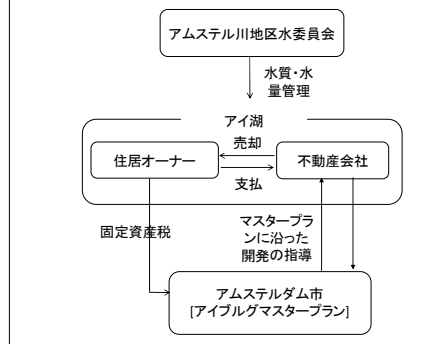 アムステル川地区水委員会
水質・水
量管理
アイ湖
売却
住居オーナー
不動産会社
支払
固定資産税
マスタープラ
ンに沿った
開発の指導
アムステルダム市
[アイブルグマスタープラン]